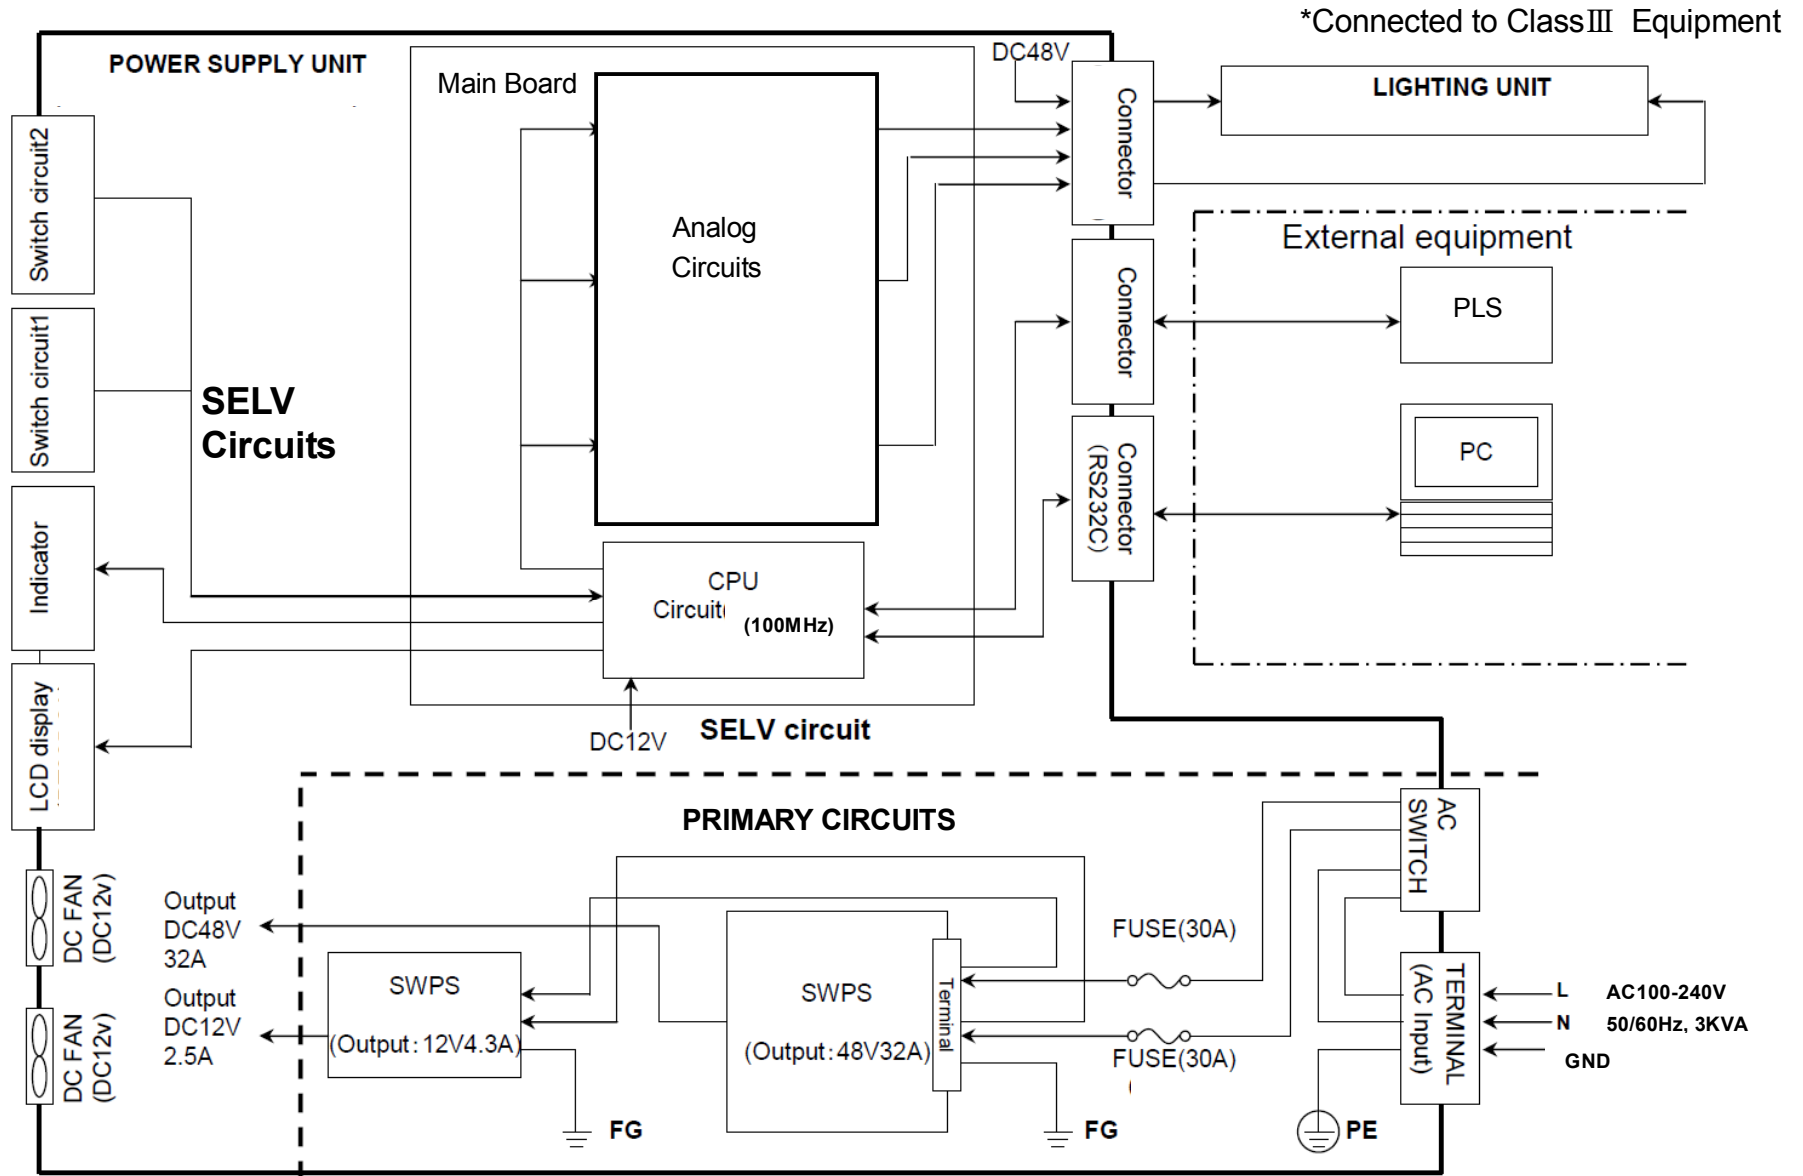 *Connected to ClassⅢ Equipment
POWER SUPPLY UNIT
Main Board
DC48V
Connector
LIGHTING UNIT
Switch circuit2
Analog
Circuits
External equipment
Connector
PLS
Switch circuit1
SELV
Circuits
Connector
(RS232C)
PC
Indicator
CPU
Circuit(
(100MHz)
LCD display
DC12V
SELV circuit
PRIMARY CIRCUITS
AC
SWITCH
DC FAN
(DC12v)
Output
DC48V
32A
FUSE(30A)
SWPS
(Output:12V4.3A)
SWPS
(Output:48V32A)
Terminal
TERMINAL
(AC Input)
L AC100-240V
N 50/60Hz, 3KVA
GND
DC FAN
(DC12v)
Output
DC12V
2.5A
FUSE(30A)
FG
FG
PE